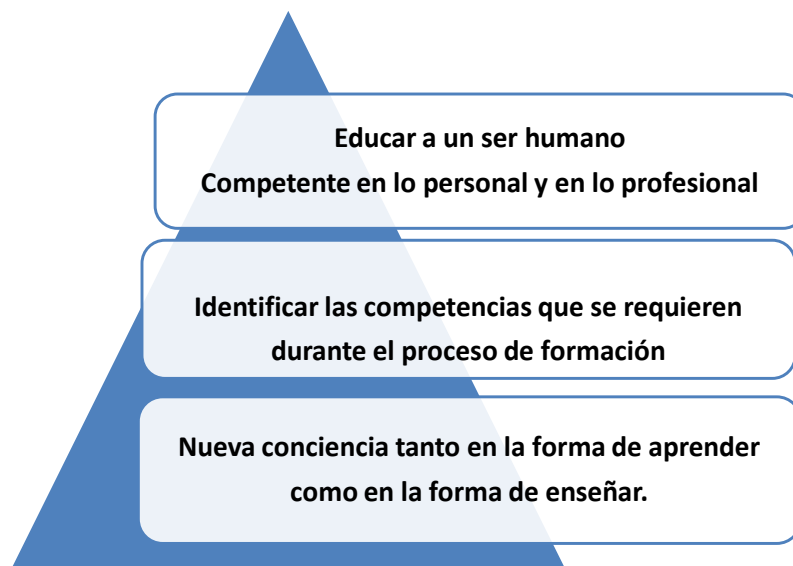 Educar a un ser humano
Competente en lo personal y en lo profesional
Identificar las competencias que se requieren
durante el proceso de formación
Nueva conciencia tanto en la forma de aprender
como en la forma de enseñar.